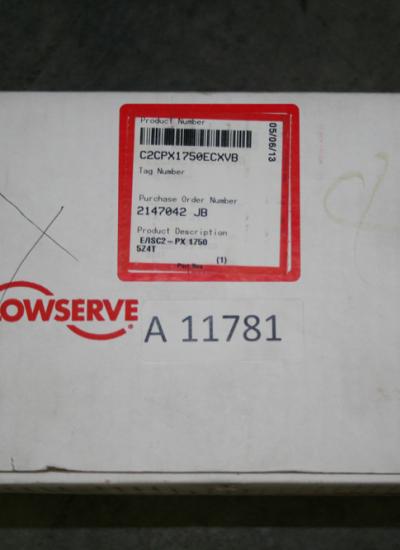 Product Number
05/06/13
C2CPX1750ECXVB
Tag Number
Purchase Order Number
2147042 JB
Product Description
E/ISC2-PX 1750
5Z4T
(1)
LOWSERVE
A 11781